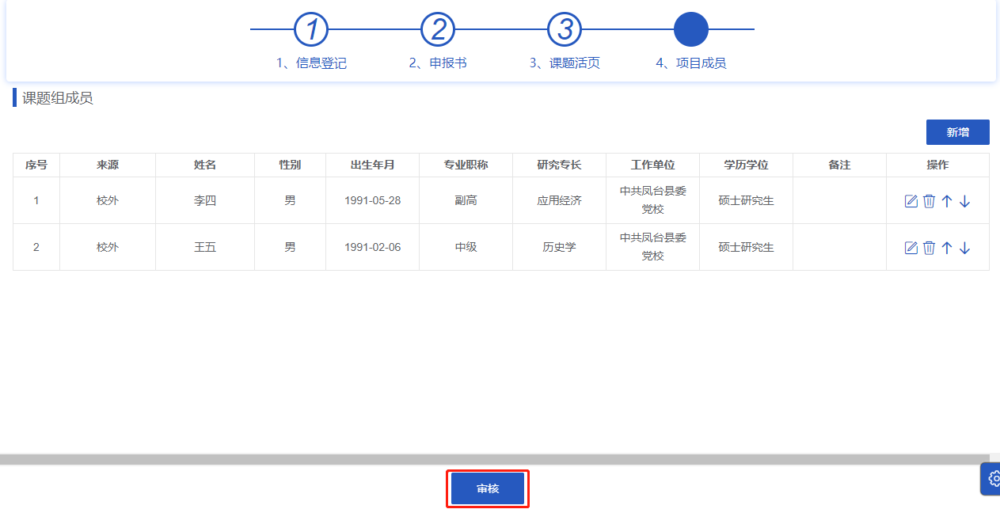 1 2 3
1、信息登记 2、申报书 3、课题活页 4、项目成员
课题组成员
新增
序号 来源 姓名 性别 出生年月 专业职称 研究专长 工作单位 学历学位 备注 操作
1 校外 李四 男 1991-05-28 副高 应用经济 中共凤台县委
党校 硕士研究生
2 校外 王五 男 1991-02-06 中级 历史学 中共凤台县委
党校 硕士研究生
审核